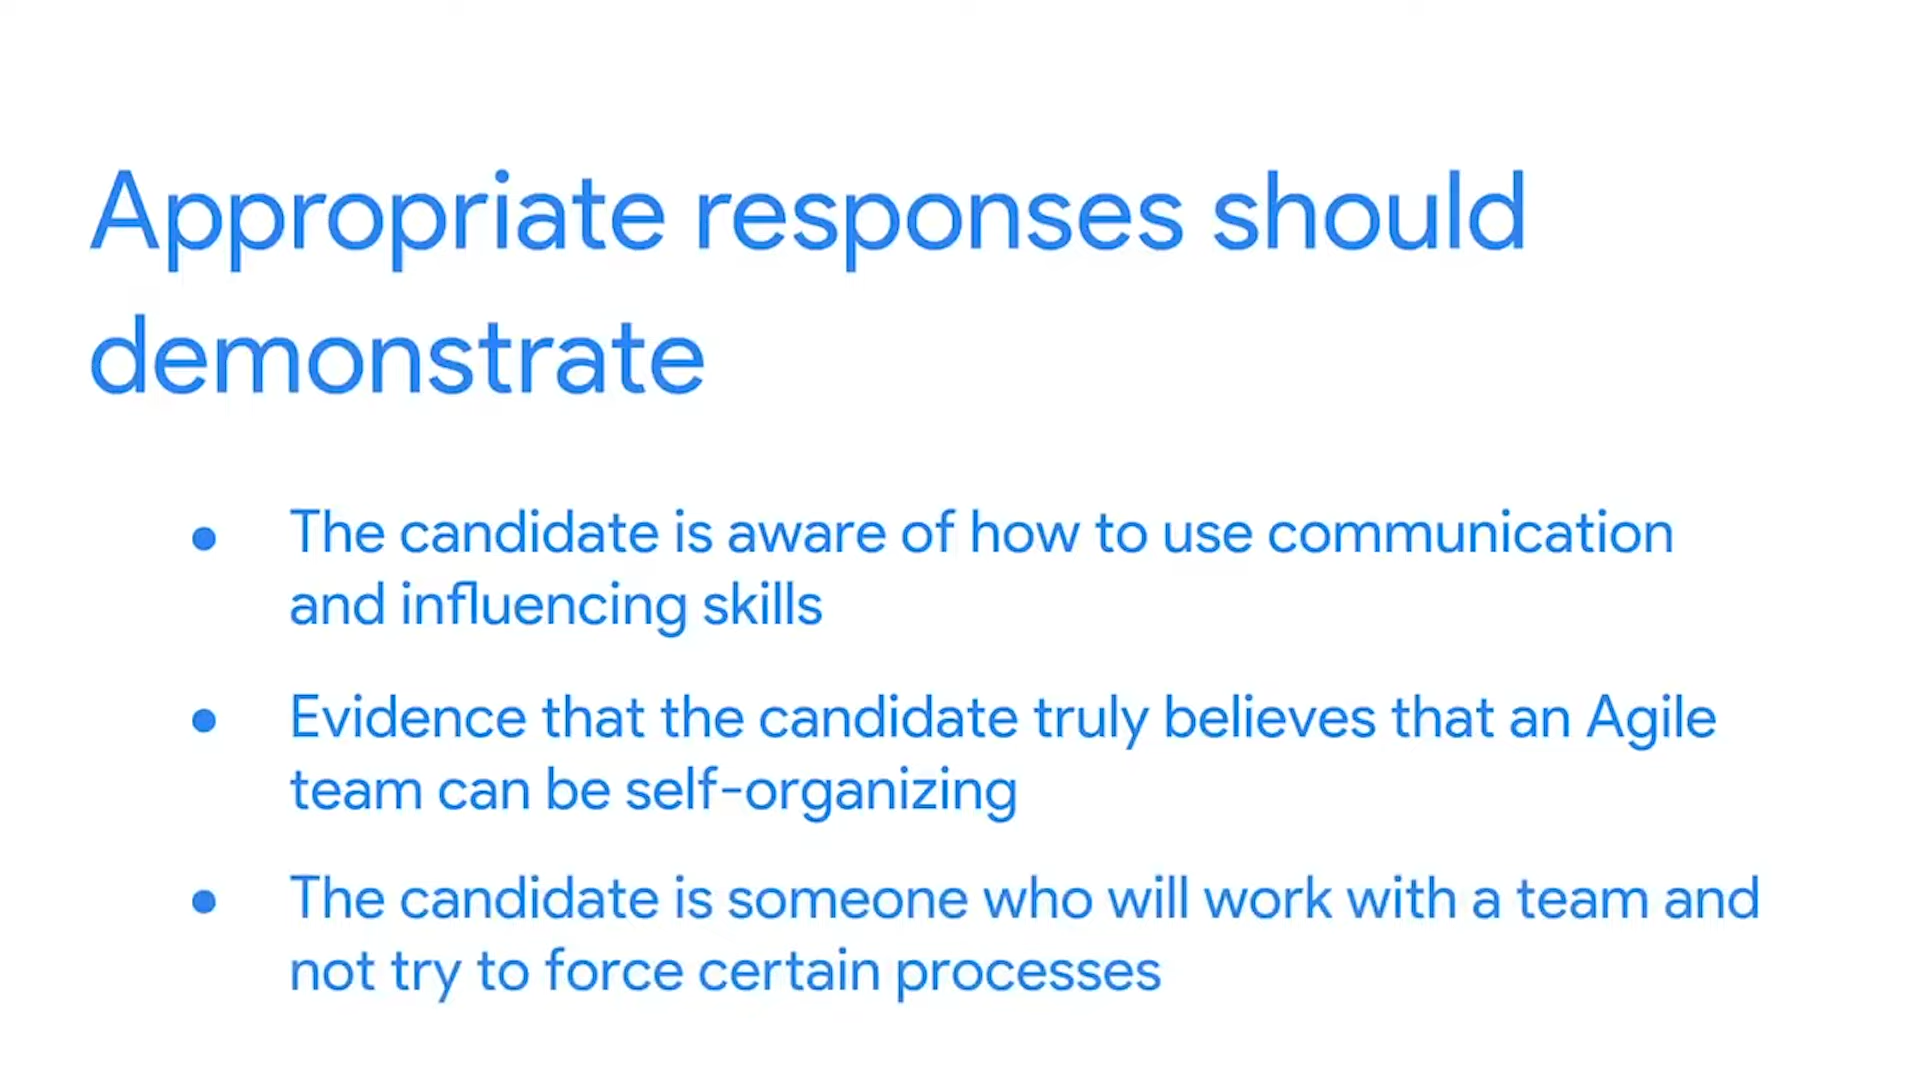 Appropriate responses should
demonstrate
● The candidate is aware of how to use communication
and influencing skills
● Evidence that the candidate truly believes that an Agile
team can be self-organizing
● The candidate is someone who will work with a team and
not try to force certain processes